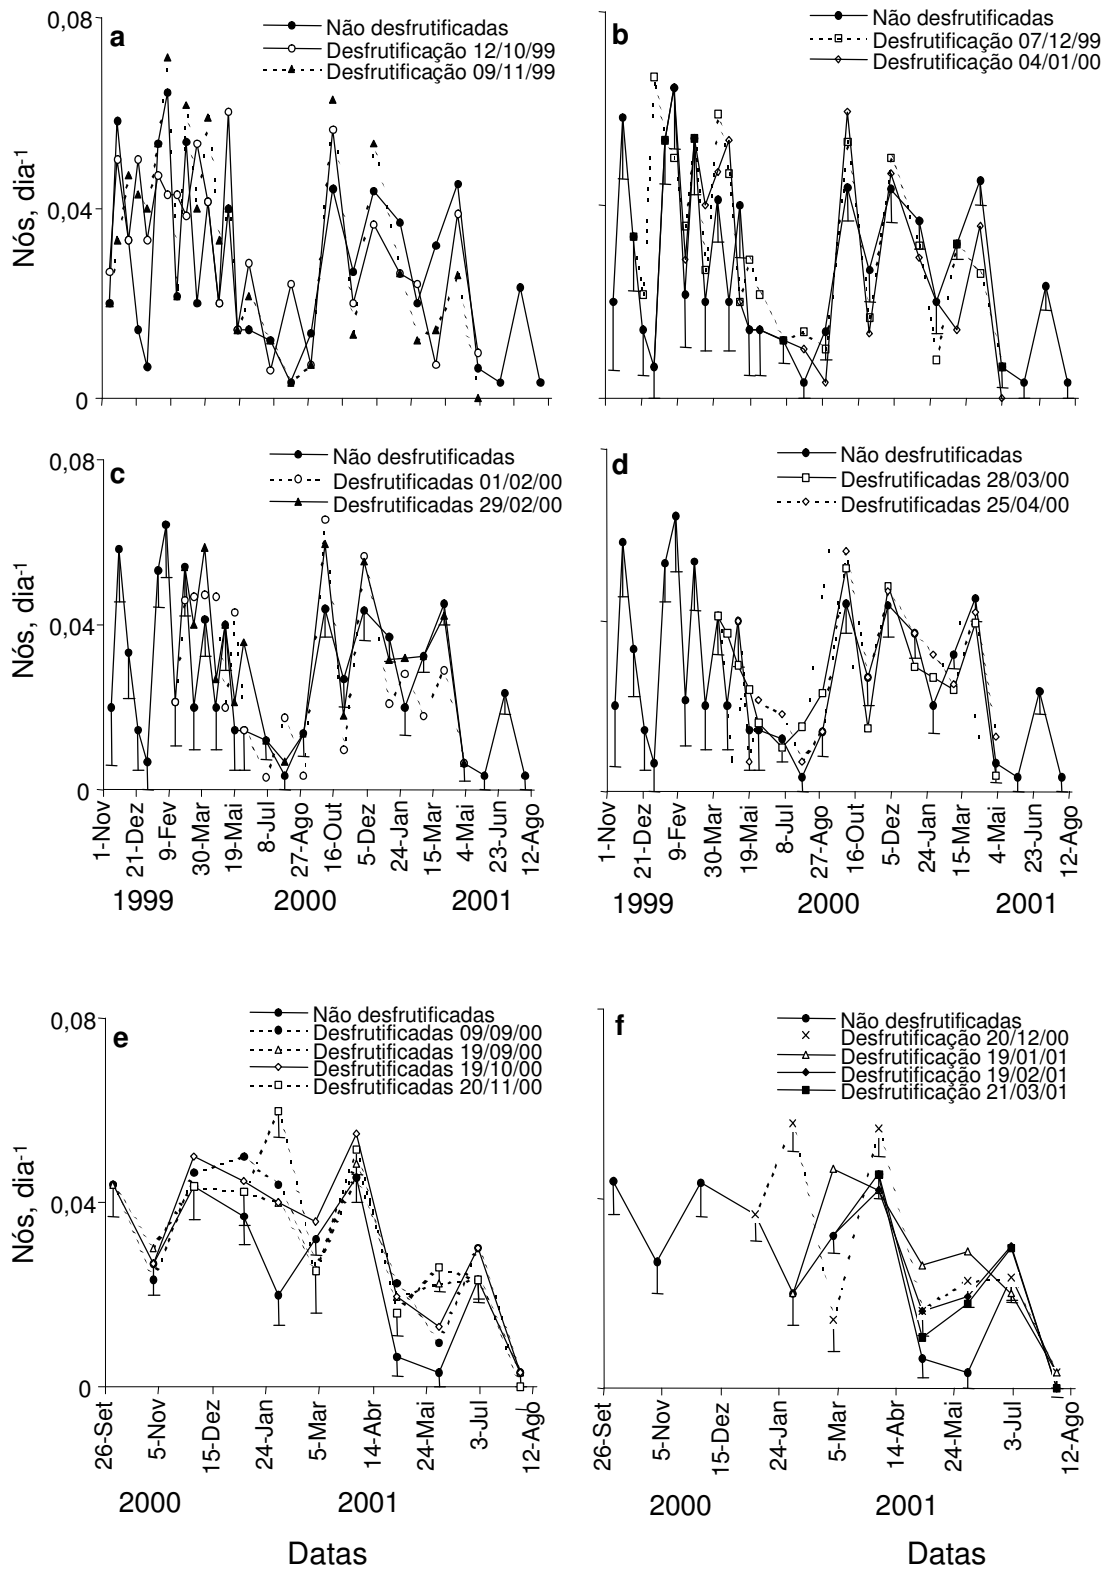 a
0,08
0,04
0
Nós, dia-1
Não desfrutificadas
Desfrutificação 12/10/99
Desfrutificação 09/11/99
b
Não desfrutificadas
Desfrutificação 07/12/99
Desfrutificação 04/01/00
c
0,08
0,04
0
Nós, dia-1
Não desfrutificadas
Desfrutificadas 01/02/00
Desfrutificadas 29/02/00
1-Nov
21-Dez
9-Fev
30-Mar
19-Mai
8-Jul
27-Ago
16-Out
5-Dez
24-Jan
15-Mar
4-Mai
23-Jun
12-Ago
1999
2000
2001
d
Não desfrutificadas
Desfrutificadas 28/03/00
Desfrutificadas 25/04/00
1-Nov
21-Dez
9-Fev
30-Mar
19-Mai
8-Jul
27-Ago
16-Out
5-Dez
24-Jan
15-Mar
4-Mai
23-Jun
12-Ago
1999
2000
2001
e
0,08
0,04
0
Nós, dia-1
Não desfrutificadas
Desfrutificadas 09/09/00
Desfrutificadas 19/09/00
Desfrutificadas 19/10/00
Desfrutificadas 20/11/00
26-Set
5-Nov
15-Dez
24-Jan
5-Mar
14-Abr
24-Mai
3-Jul
12-Ago
2000
2001
Datas
f
Não desfrutificadas
Desfrutificação 20/12/00
Desfrutificação 19/01/01
Desfrutificação 19/02/01
Desfrutificação 21/03/01
26-Set
5-Nov
15-Dez
24-Jan
5-Mar
14-Abr
24-Mai
3-Jul
12-Ago
2000
2001
Datas